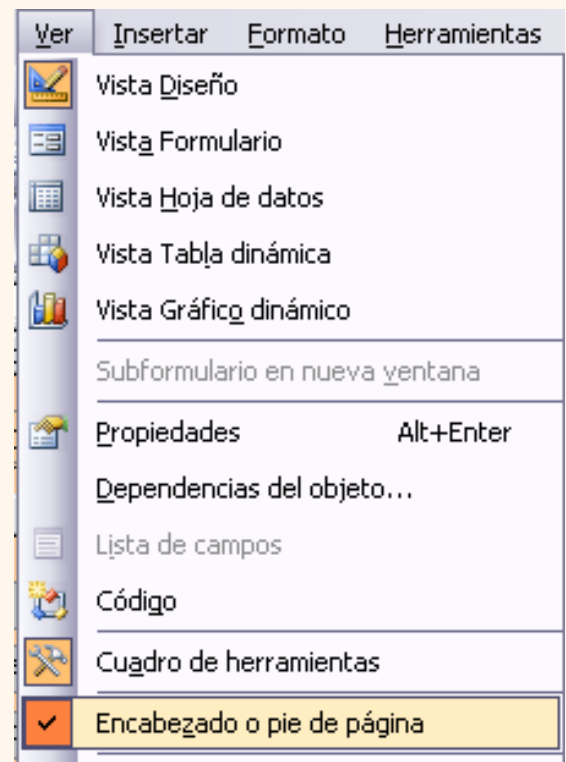 Ver Insertar Formato Herramientas
Vista Diseño
Vista Formulario
Vista Hoja de datos
Vista Tabla dinámica
Vista Gráfico dinámico
Subformulario en nueva ventana
Propiedades Alt+Enter
Dependencias del objeto...
Lista de campos
Código
Cuadro de herramientas
Encabezado o pie de página